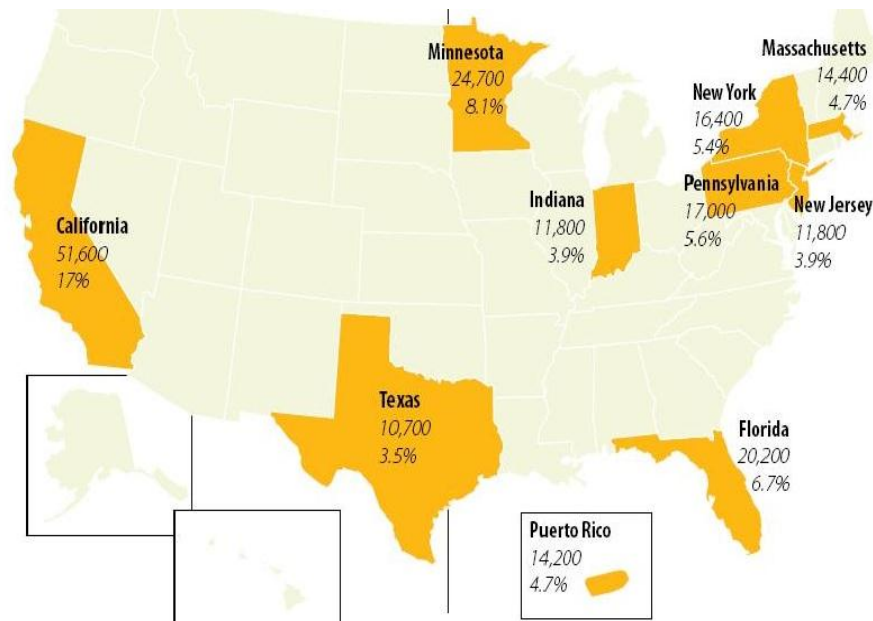 Minnesota
24,700
8.1%
Massachusetts
14,400
4.7%
New York
16,400
5.4%
California
51,600
17%
Indiana
11,800
3.9%
Pennsylvania
17,000
5.6%
New Jersey
11,800
3.9%
Texas
10,700
3.5%
Florida
20,200
6.7%
Puerto Rico
14,200
4.7%